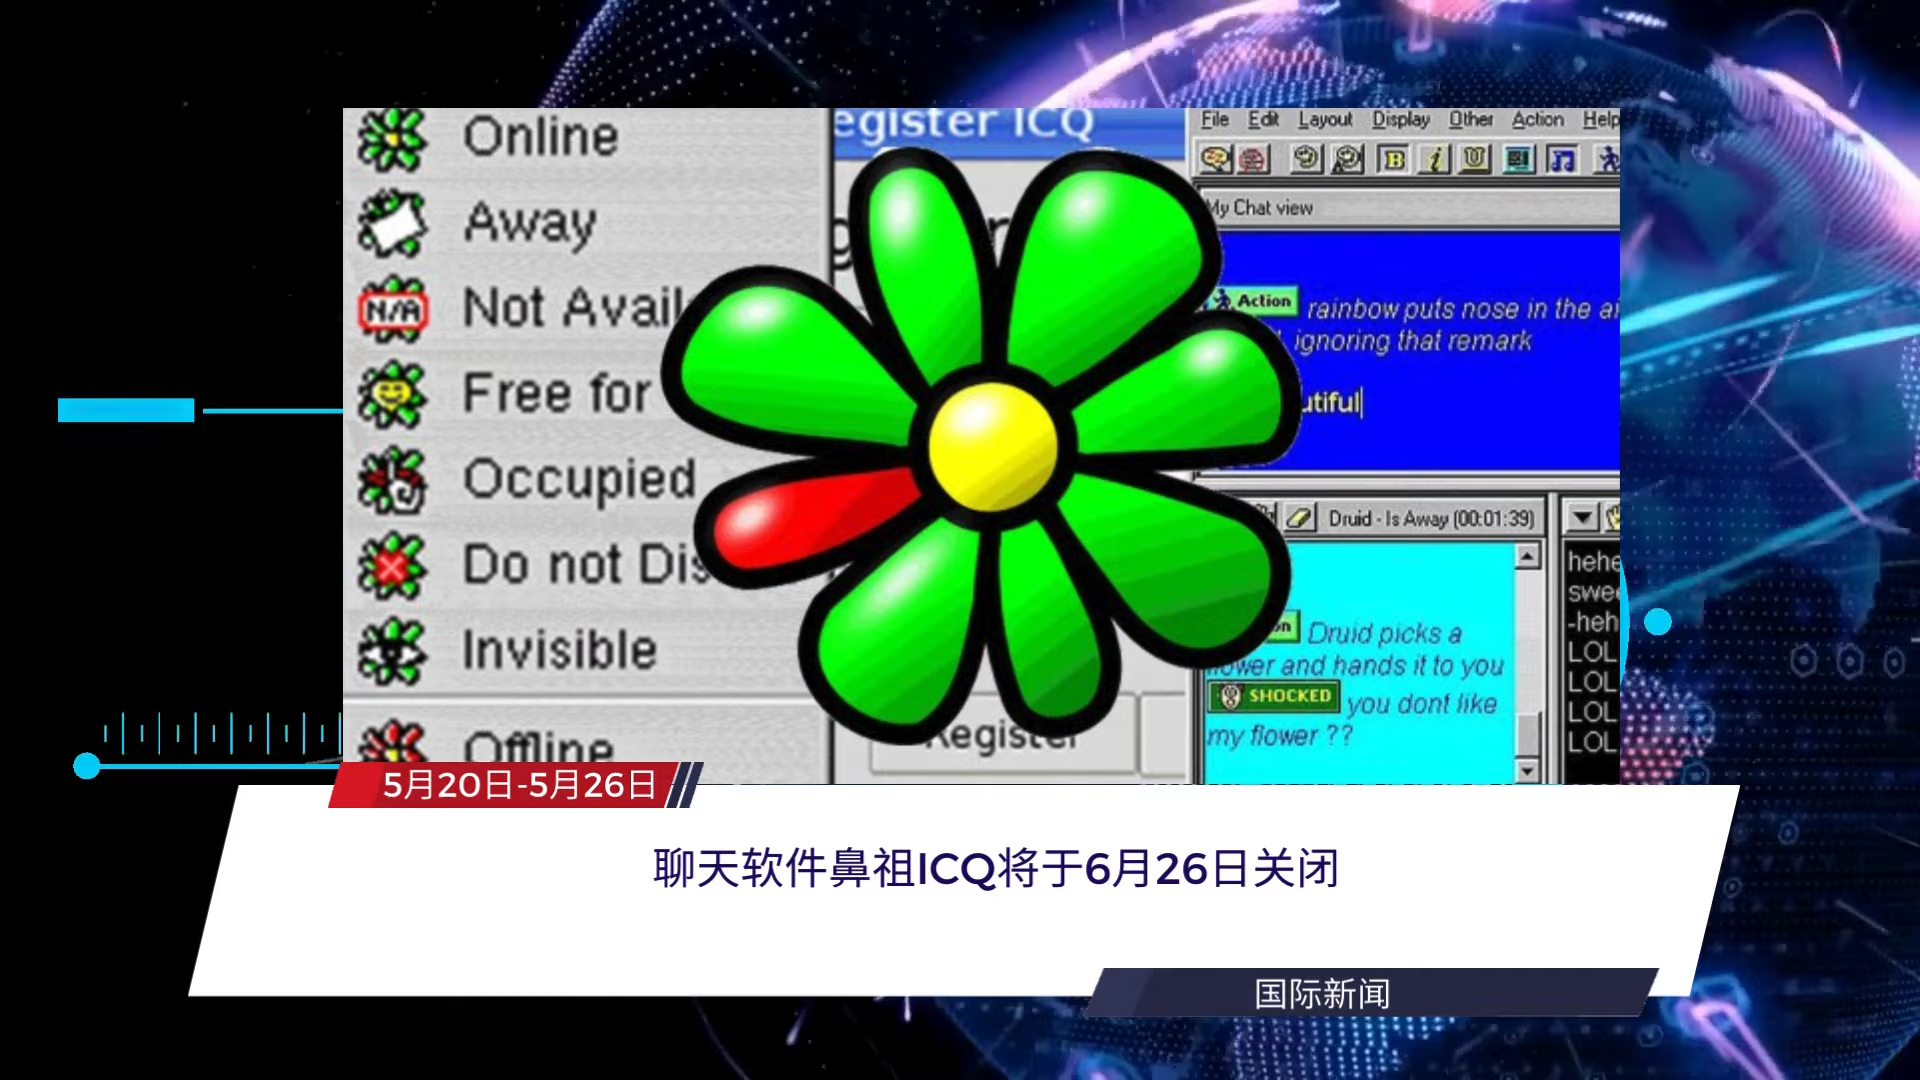 Online
Away
N/A
Not Avail
Free for
Occupied
Do not Dis
Invisible
Offline
egister ICQ
Register
File Edit Layout Display Other Action Help
B i U
My Chat view
Action rainbow puts nose in the ai
ignoring that remark
utiful
Druid - Is Away (00:01:39)
Druid picks a
flower and hands it to you
SHOCKED you dont like
my flower ??
hehe
swee
-heh
LOL
LOL
LOL
LOL
5月20日-5月26日
聊天软件鼻祖ICQ将于6月26日关闭
国际新闻